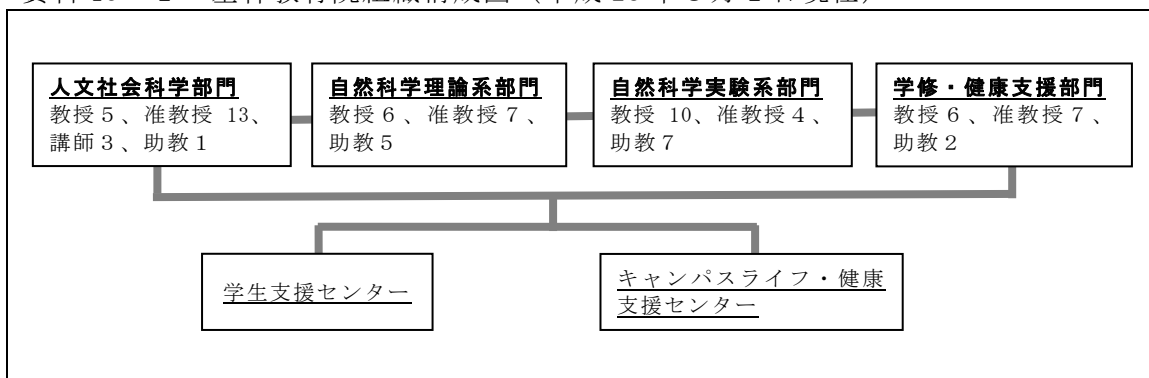 人文社会科学部門
教授５、准教授 13、
講師３、助教１
自然科学理論系部門
教授６、准教授７、
助教５
自然科学実験系部門
教授 10、准教授４、
助教７
学修・健康支援部門
教授６、准教授７、
助教２
学生支援センター
キャンパスライフ・健康
支援センター